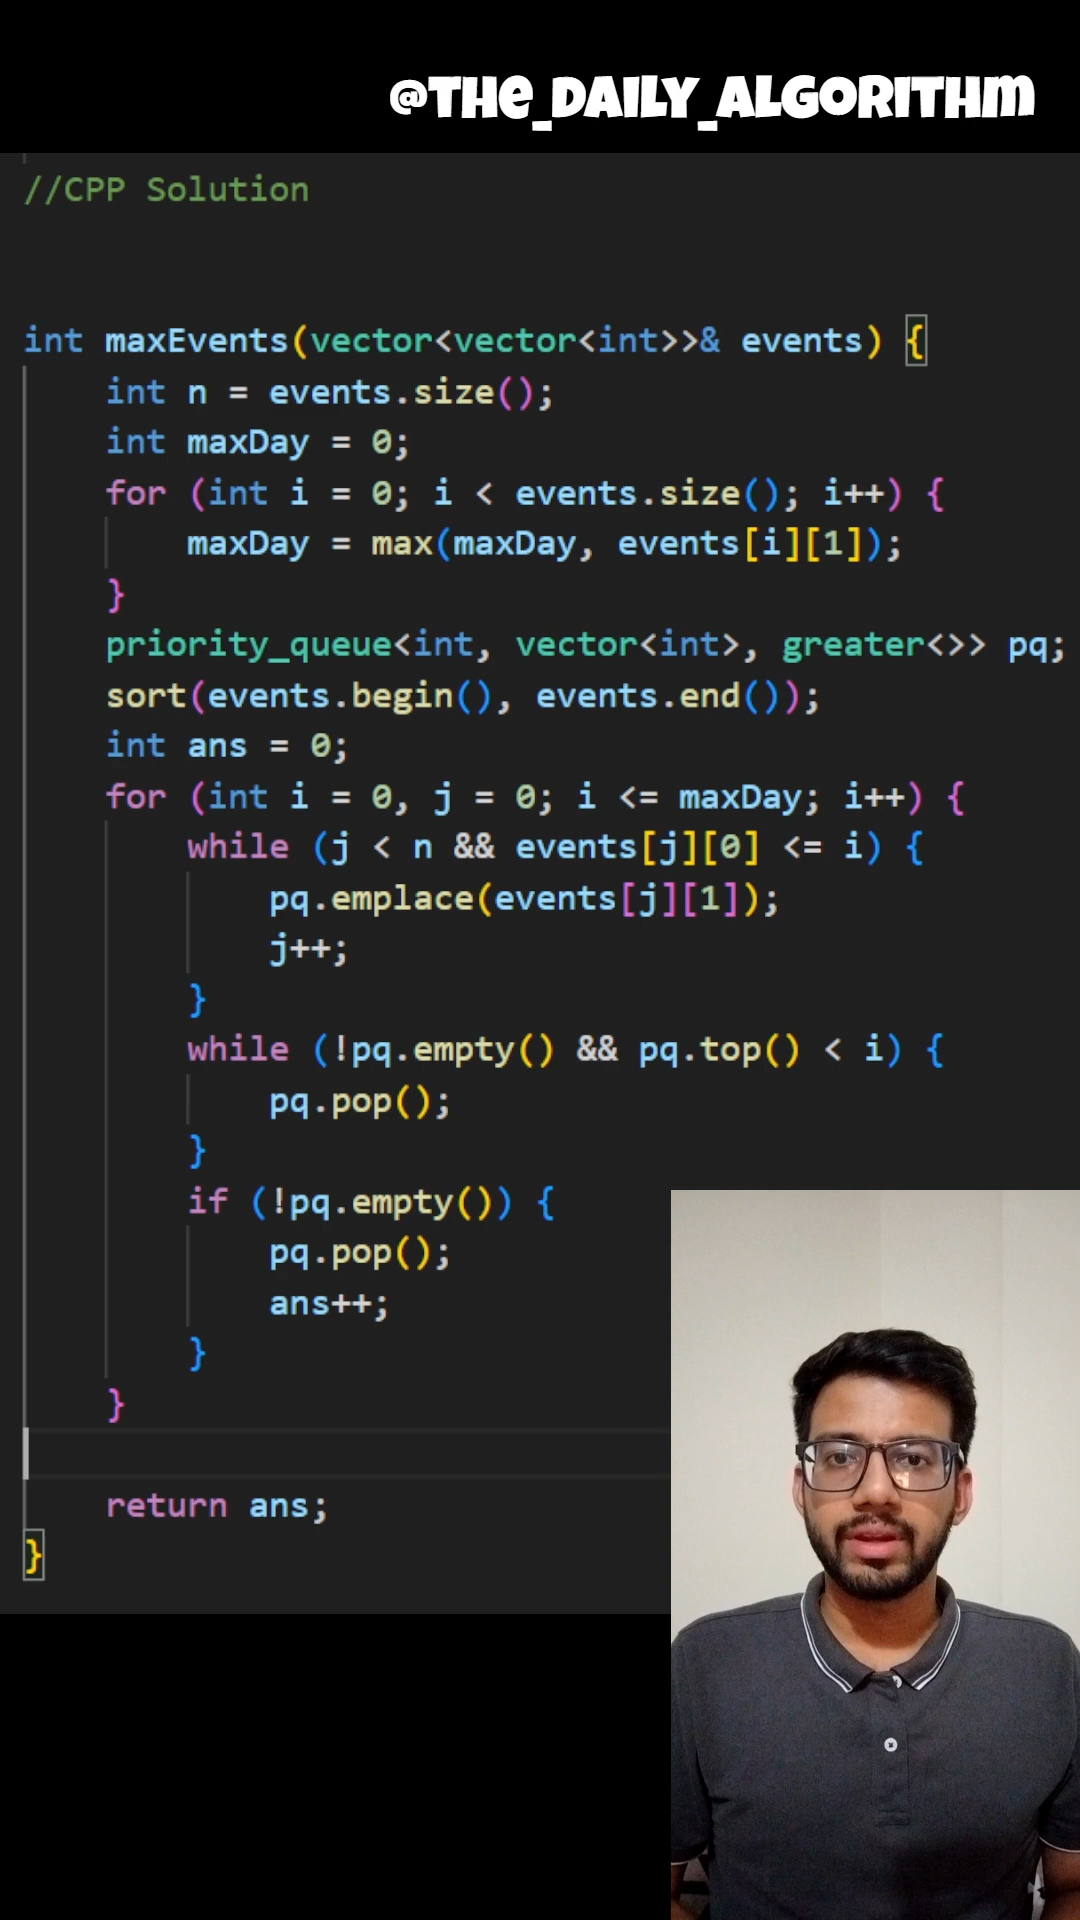 @THe_DAILY_ALGORITHm
//CPP Solution
int maxEvents(vector<vector<int>>& events) {
    int n = events.size();
    int maxDay = 0;
    for (int i = 0; i < events.size(); i++) {
        maxDay = max(maxDay, events[i][1]);
    }
    priority_queue<int, vector<int>, greater<>> pq;
    sort(events.begin(), events.end());
    int ans = 0;
    for (int i = 0, j = 0; i <= maxDay; i++) {
        while (j < n && events[j][0] <= i) {
            pq.emplace(events[j][1]);
            j++;
        }
        while (!pq.empty() && pq.top() < i) {
            pq.pop();
        }
        if (!pq.empty()) {
            pq.pop();
            ans++;
        }
    }
    return ans;
}